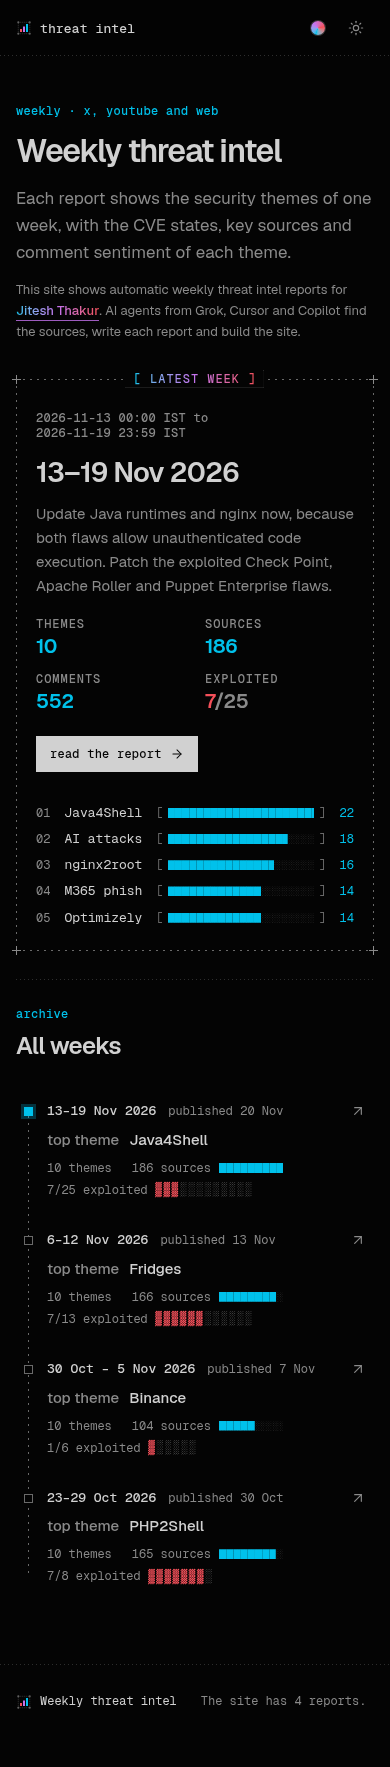 threat intel
weekly · x, youtube and web
Weekly threat intel
Each report shows the security themes of one
week, with the CVE states, key sources and
comment sentiment of each theme.
This site shows automatic weekly threat intel reports for
Jitesh Thakur. AI agents from Grok, Cursor and Copilot find
the sources, write each report and build the site.
[ LATEST WEEK ]
2026-11-13 00:00 IST to
2026-11-19 23:59 IST
13–19 Nov 2026
Update Java runtimes and nginx now, because
both flaws allow unauthenticated code
execution. Patch the exploited Check Point,
Apache Roller and Puppet Enterprise flaws.
THEMES SOURCES
10 186
COMMENTS EXPLOITED
552 7/25
read the report →
01 Java4Shell [ ] 22
02 AI attacks [ ] 18
03 nginx2root [ ] 16
04 M365 phish [ ] 14
05 Optimizely [ ] 14
archive
All weeks
13–19 Nov 2026 published 20 Nov
top theme Java4Shell
10 themes 186 sources
7/25 exploited
6–12 Nov 2026 published 13 Nov
top theme Fridges
10 themes 166 sources
7/13 exploited
30 Oct – 5 Nov 2026 published 7 Nov
top theme Binance
10 themes 104 sources
1/6 exploited
23–29 Oct 2026 published 30 Oct
top theme PHP2Shell
10 themes 165 sources
7/8 exploited
Weekly threat intel The site has 4 reports.